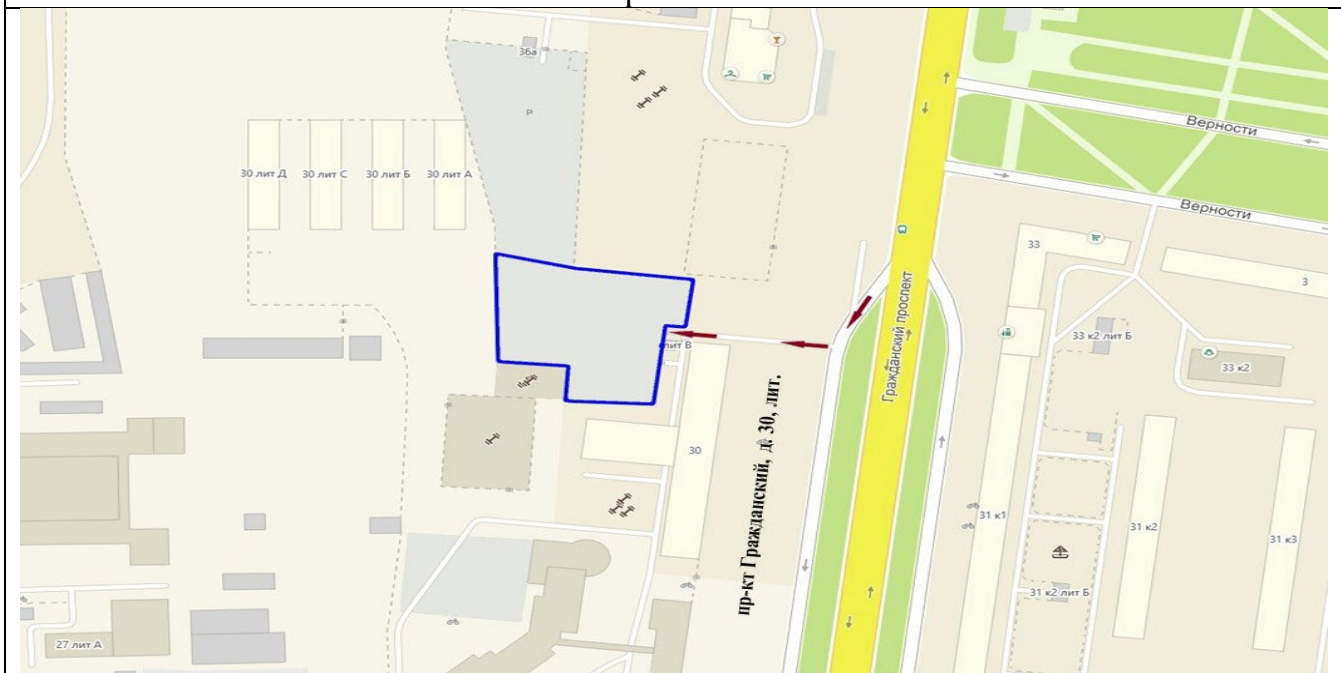 36а
Р
30 лит Д
30 лит С
30 лит Б
30 лит А
Верности
Верности
33
3
33 к2 лит Б
33 к2
лит В
30
пр-кт Гражданский, д. 30, лит.
Гражданский проспект
31 к1
31 к2
31 к3
31 к2 лит Б
27 лит А